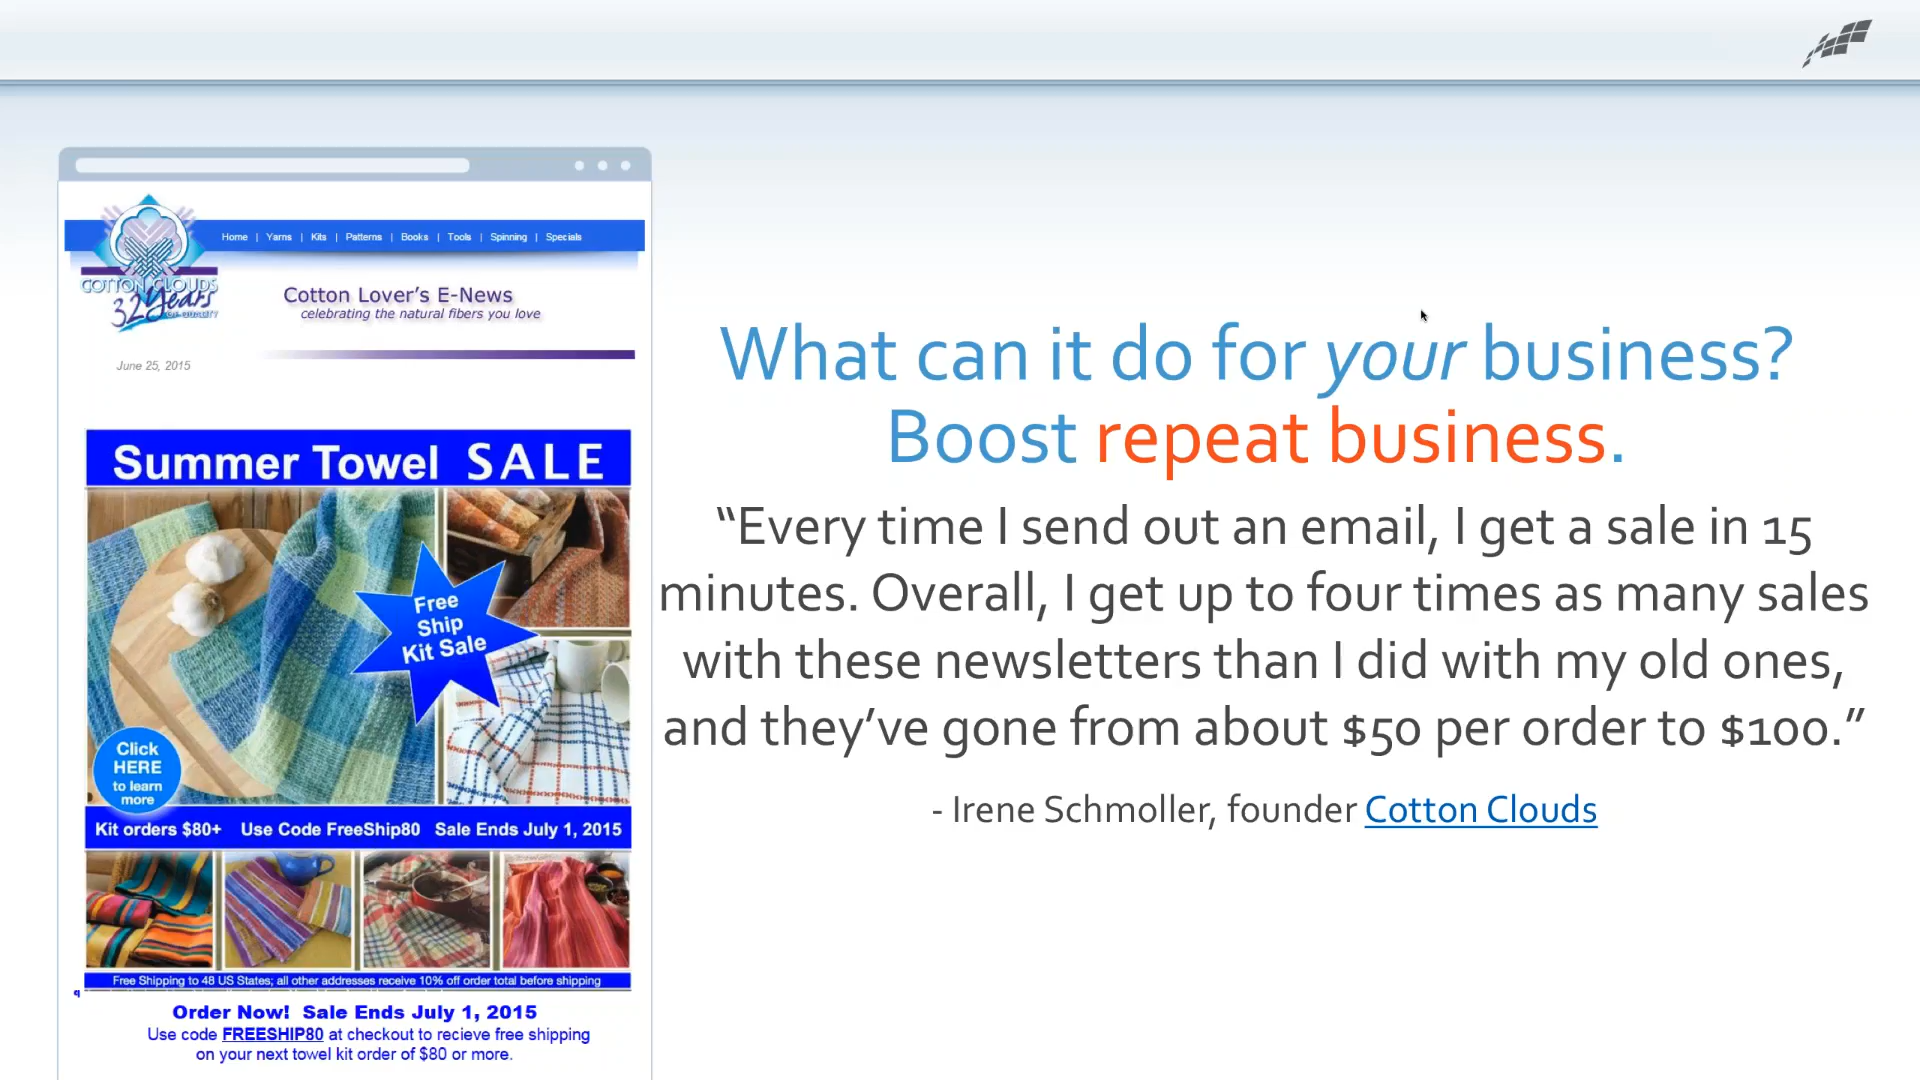 Home | Yarns | Kits | Patterns | Books | Tools | Spinning | Specials
COTTON CLOUDS
32 Years
OF QUALITY
Cotton Lover's E-News
celebrating the natural fibers you love
June 25, 2015
Summer Towel SALE
Free
Ship
Kit Sale
Click
HERE
to learn
more
Kit orders $80+ Use Code FreeShip80 Sale Ends July 1, 2015
Free Shipping to 48 US States; all other addresses receive 10% off order total before shipping
q
Order Now! Sale Ends July 1, 2015
Use code FREESHIP80 at checkout to recieve free shipping
on your next towel kit order of $80 or more.
What can it do for your business?
Boost repeat business.
“Every time I send out an email, I get a sale in 15
minutes. Overall, I get up to four times as many sales
with these newsletters than I did with my old ones,
and they’ve gone from about $50 per order to $100.”
- Irene Schmoller, founder Cotton Clouds